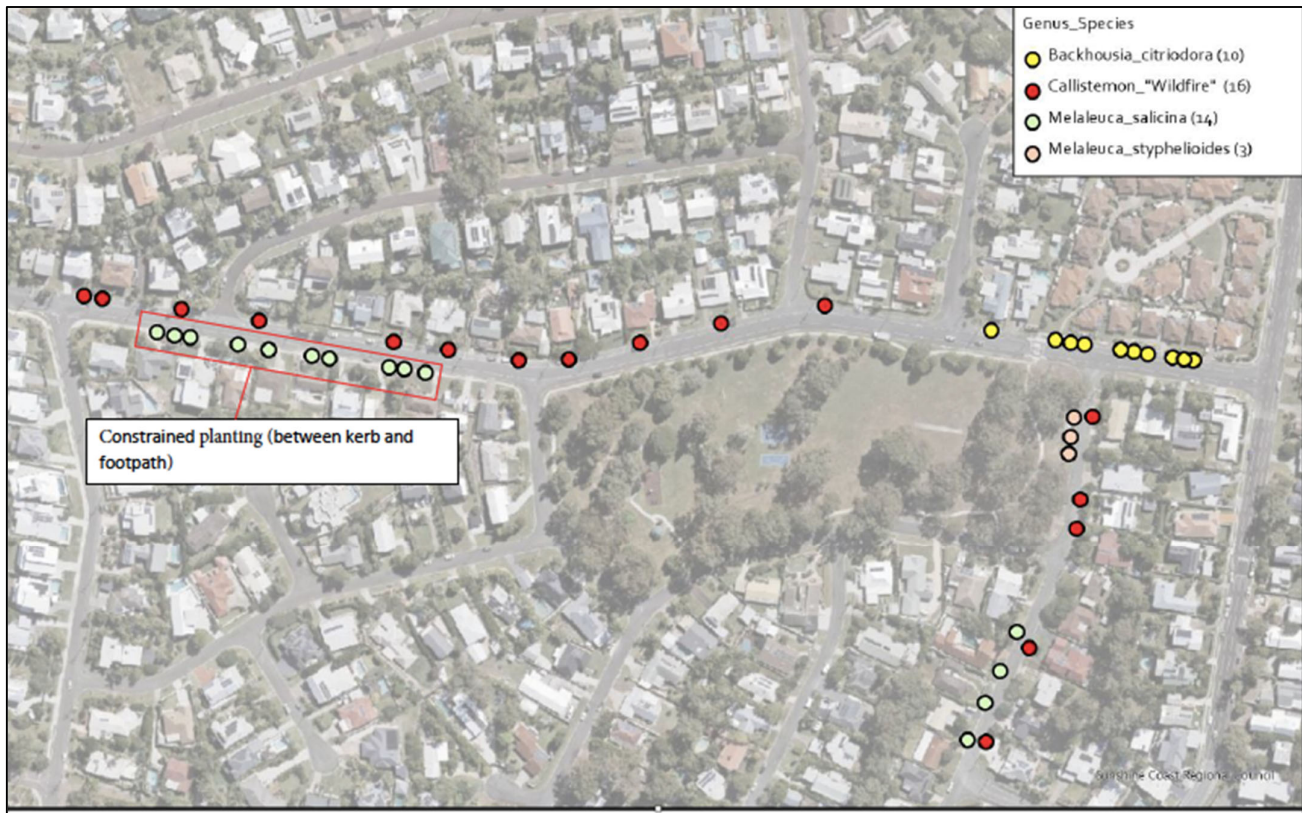 Genus_Species
Backhousia_citriodora (10)
Callistemon_"Wildfire" (16)
Melaleuca_salicina (14)
Melaleuca_styphelioides (3)
Constrained planting (between kerb and
footpath)
Sunshine Coast Regional Council